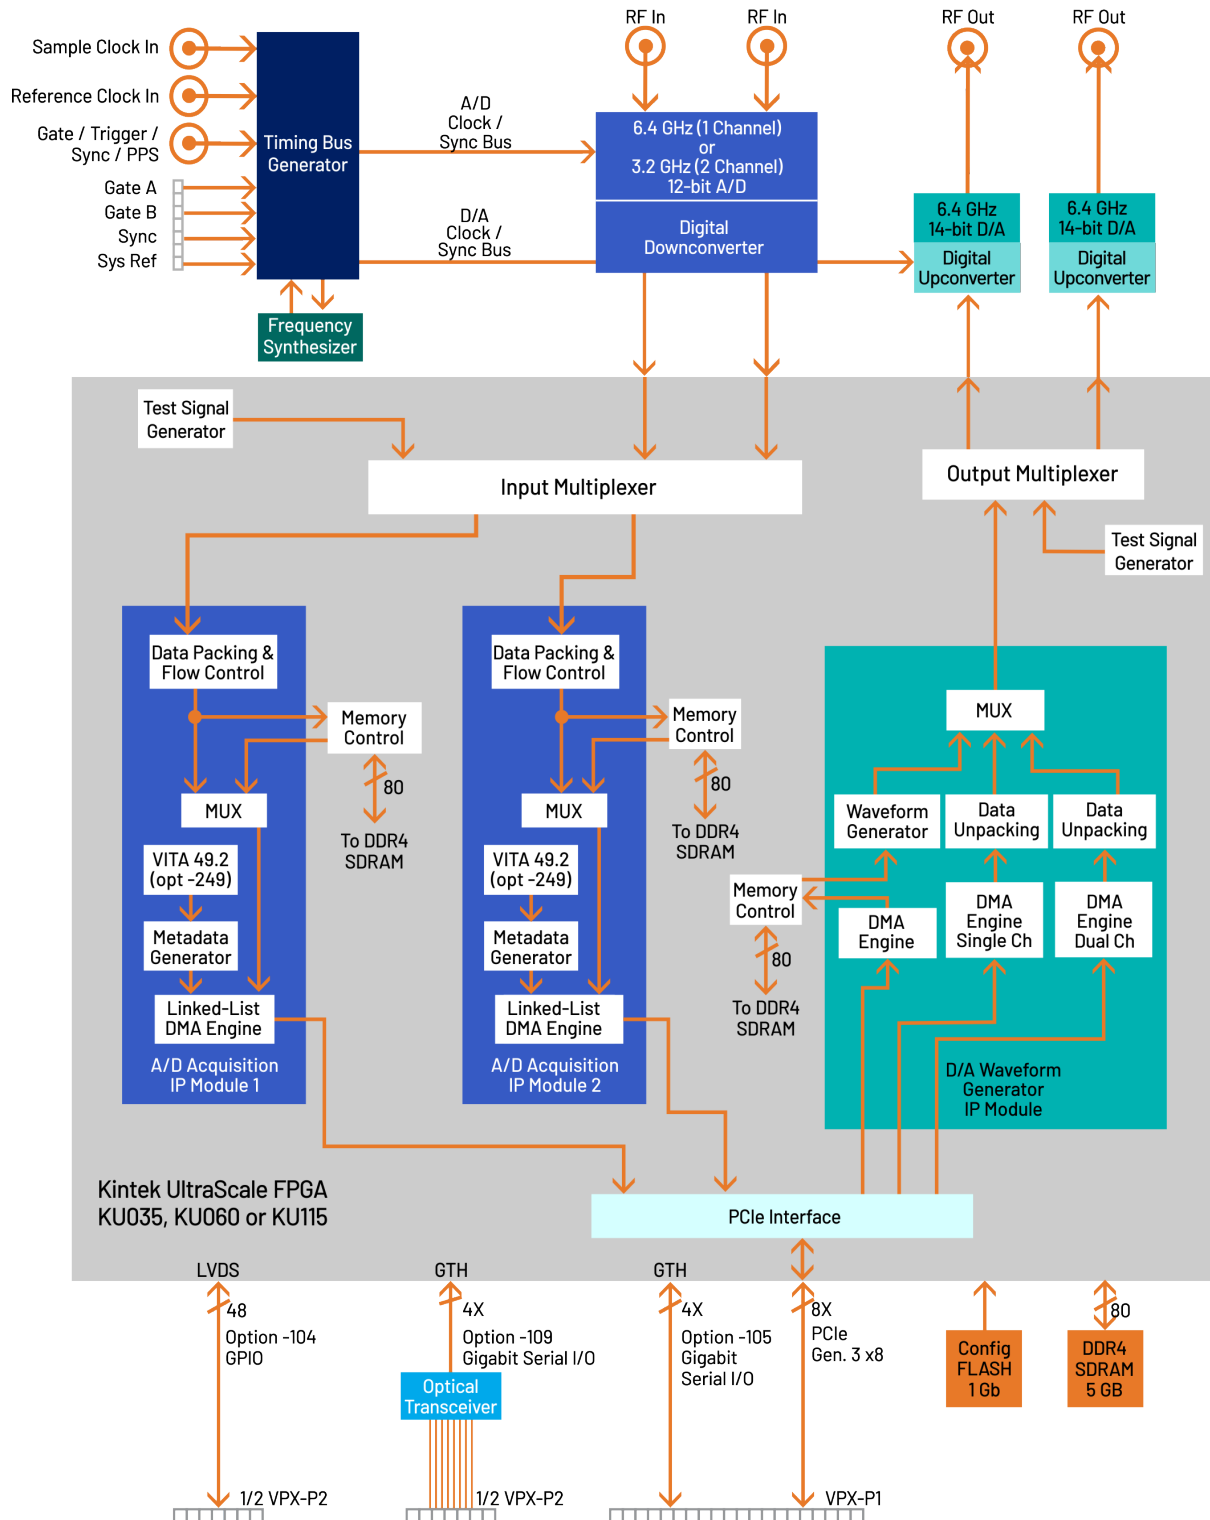 RF In
RF In
RF Out
RF Out
Sample Clock In
Reference Clock In
Gate / Trigger /
Sync / PPS
Gate A
Gate B
Sync
Sys Ref
Timing Bus
Generator
A/D
Clock /
Sync Bus
D/A
Clock /
Sync Bus
6.4 GHz (1 Channel)
or
3.2 GHz (2 Channel)
12-bit A/D
Digital
Downconverter
6.4 GHz
14-bit D/A
Digital
Upconverter
6.4 GHz
14-bit D/A
Digital
Upconverter
Frequency
Synthesizer
Test Signal
Generator
Input Multiplexer
Output Multiplexer
Test Signal
Generator
Data Packing &
Flow Control
Memory
Control
80
To DDR4
SDRAM
MUX
VITA 49.2
(opt -249)
Metadata
Generator
Linked-List
DMA Engine
A/D Acquisition
IP Module 1
Data Packing &
Flow Control
Memory
Control
80
To DDR4
SDRAM
MUX
VITA 49.2
(opt -249)
Metadata
Generator
Linked-List
DMA Engine
A/D Acquisition
IP Module 2
MUX
Waveform
Generator
Data
Unpacking
Data
Unpacking
Memory
Control
80
To DDR4
SDRAM
DMA
Engine
DMA
Engine
Single Ch
DMA
Engine
Dual Ch
D/A Waveform
Generator
IP Module
Kintek UltraScale FPGA
KU035, KU060 or KU115
PCIe Interface
LVDS
48
Option -104
GPIO
1/2 VPX-P2
GTH
4X
Option -109
Gigabit Serial I/O
Optical
Transceiver
1/2 VPX-P2
GTH
4X
Option -105
Gigabit
Serial I/O
8X
PCIe
Gen. 3 x8
VPX-P1
Config
FLASH
1 Gb
80
DDR4
SDRAM
5 GB